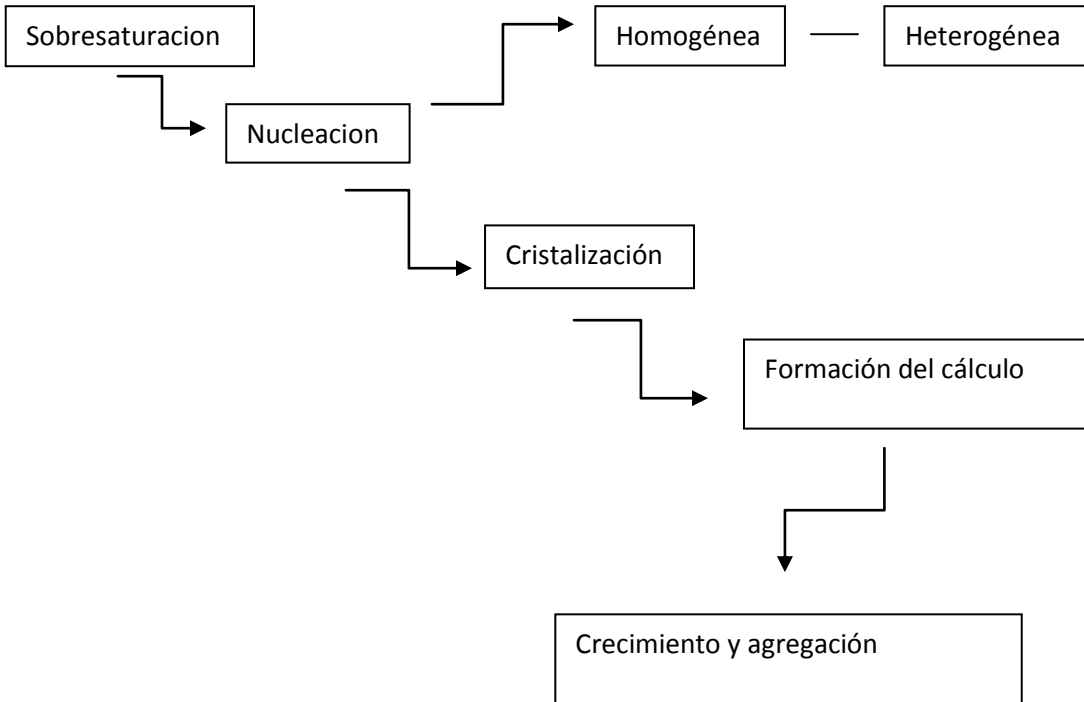 Sobresaturacion
Homogénea
Heterogénea
Nucleacion
Cristalización
Formación del cálculo
Crecimiento y agregación